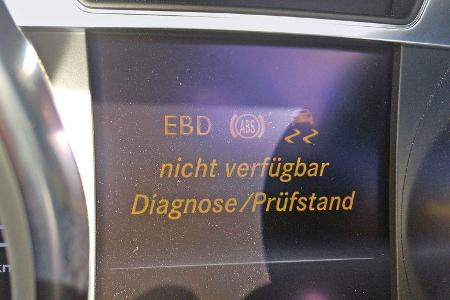 EBD ABS
nicht verfügbar
Diagnose/Prüfstand